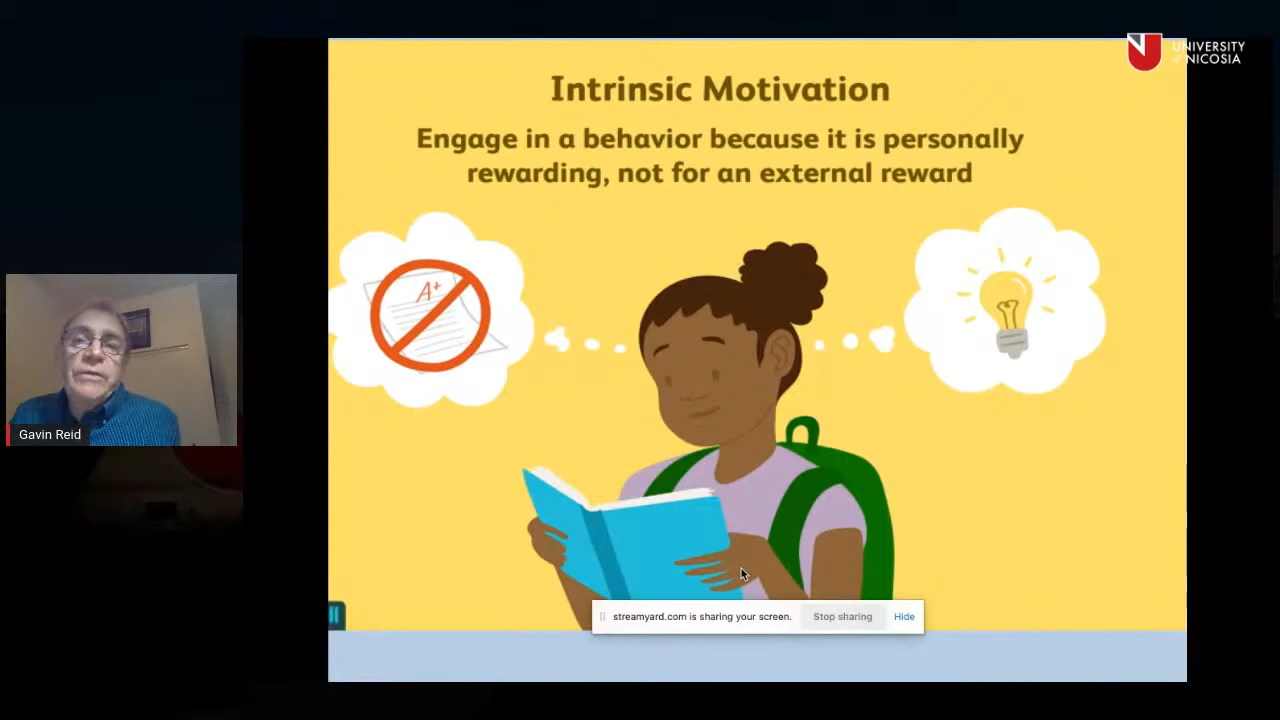 UNIVERSITY
of NICOSIA
Intrinsic Motivation
Engage in a behavior because it is personally
rewarding, not for an external reward
A+
Gavin Reid
streamyard.com is sharing your screen.
Stop sharing
Hide